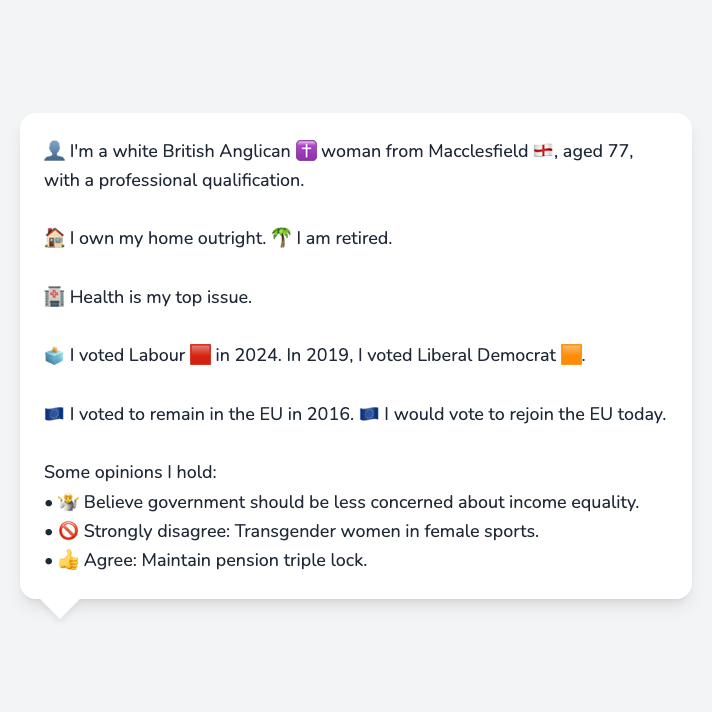 👤 I'm a white British Anglican ✝️ woman from Macclesfield 🏴󠁧󠁢󠁥󠁮󠁧󠁿, aged 77,
with a professional qualification.
🏠 I own my home outright. 🌴 I am retired.
🏥 Health is my top issue.
🗳️ I voted Labour 🟥 in 2024. In 2019, I voted Liberal Democrat 🟧.
🇪🇺 I voted to remain in the EU in 2016. 🇪🇺 I would vote to rejoin the EU today.
Some opinions I hold:
• 🤷 Believe government should be less concerned about income equality.
• 🚫 Strongly disagree: Transgender women in female sports.
• 👍 Agree: Maintain pension triple lock.